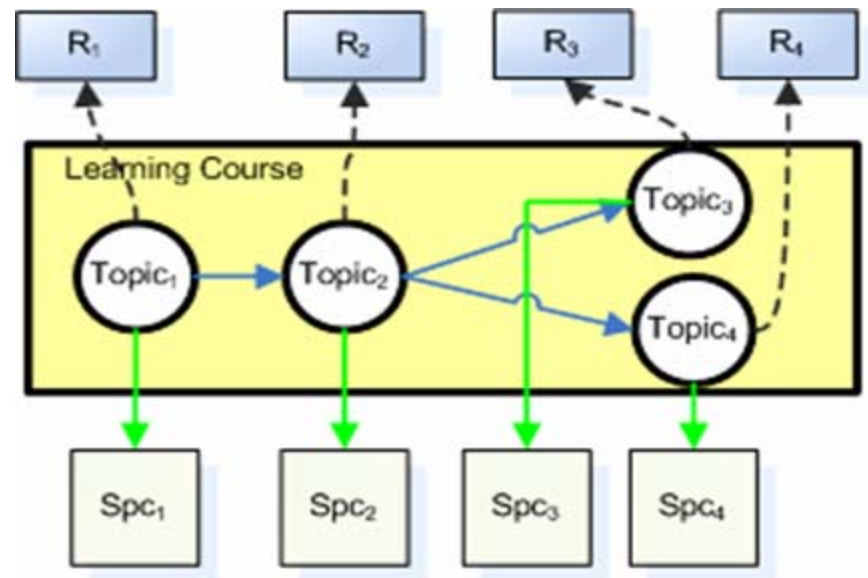 R₁
R₂
R₃
R₄
Learning Course
Topic₁
Topic₂
Topic₃
Topic₄
Spc₁
Spc₂
Spc₃
Spc₄